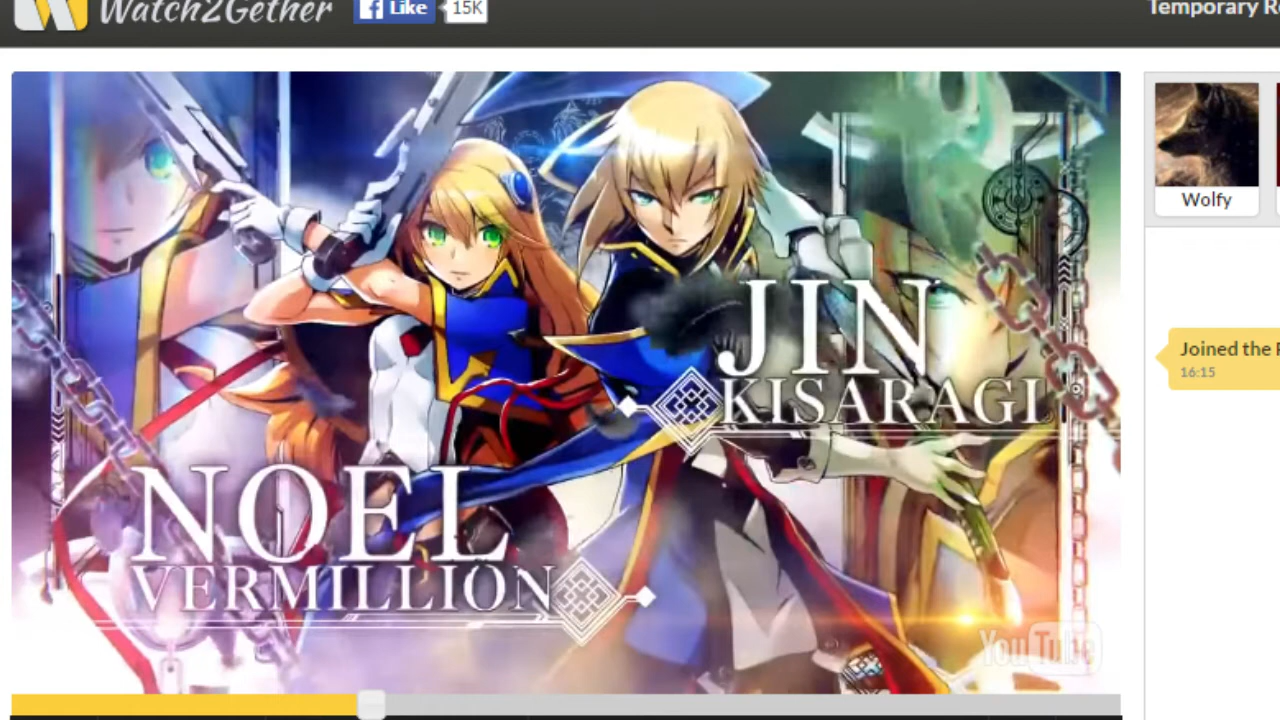 Watch2Gether
Like
15K
Temporary
Wolfy
JIN
KISARAGI
Joined the
16:15
NOEL
VERMILLION
YouTube